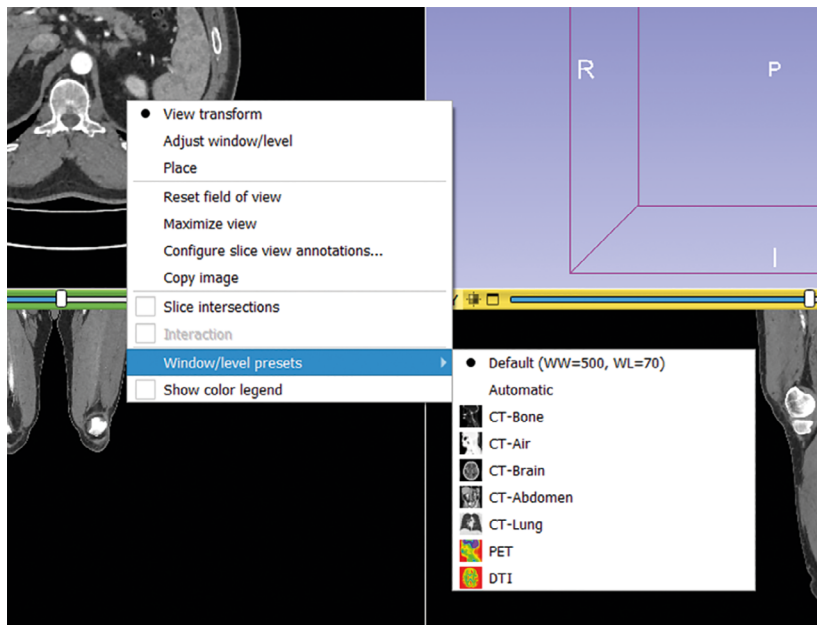 R
P
View transform
Adjust window/level
Place
Reset field of view
Maximize view
Configure slice view annotations...
Copy image
I
Slice intersections
Interaction
Window/level presets
Show color legend
Default (WW=500, WL=70)
Automatic
CT-Bone
CT-Air
CT-Brain
CT-Abdomen
CT-Lung
PET
DTI